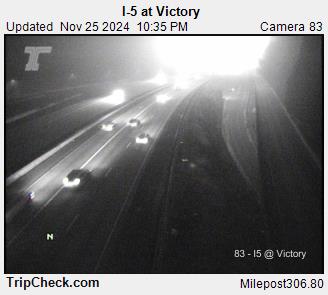 I-5 at Victory
Updated Nov 25 2024 10:35 PM Camera 83
T
N
83 - I5 @ Victory
TripCheck.com Milepost306.80